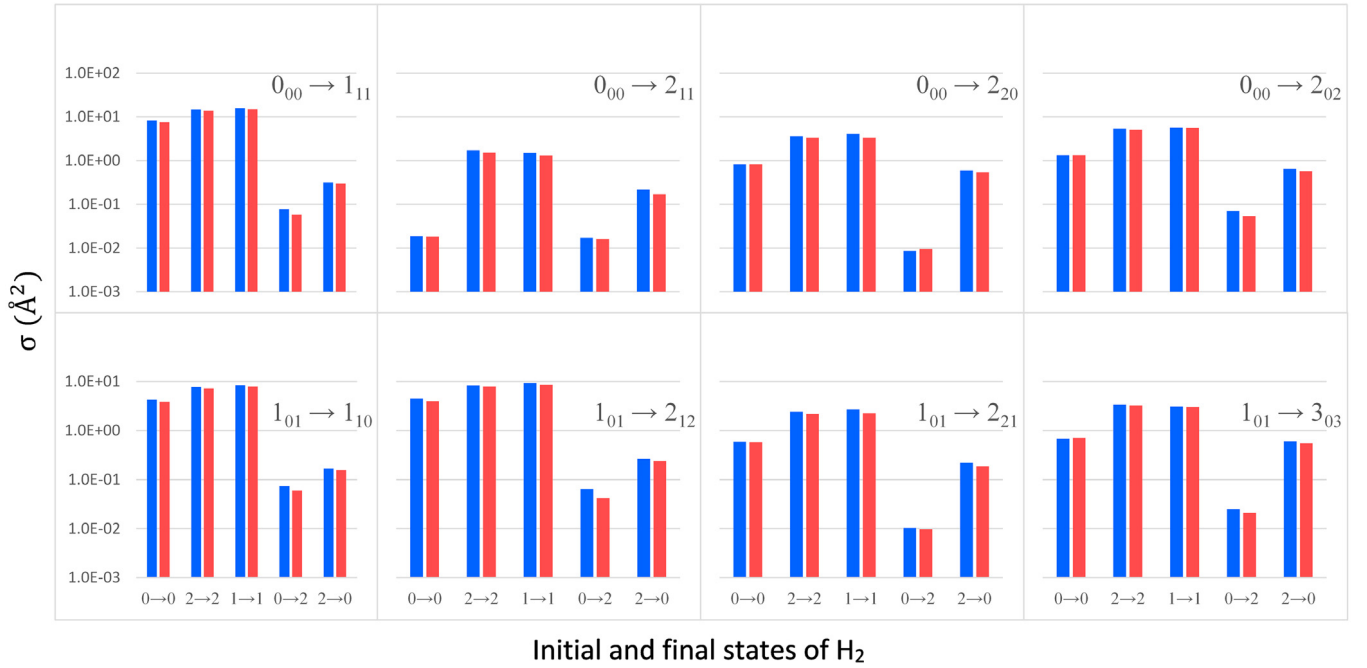 1.0E+02
1.0E+01
1.0E+00
1.0E-01
1.0E-02
1.0E-03
0₀₀ → 1₁₁
0₀₀ → 2₁₁
0₀₀ → 2₂₀
0₀₀ → 2₀₂
σ (Å²)
1.0E+01
1.0E+00
1.0E-01
1.0E-02
1.0E-03
1₀₁ → 1₁₀
1₀₁ → 2₁₂
1₀₁ → 2₂₁
1₀₁ → 3₀₃
0→0 2→2 1→1 0→2 2→0
0→0 2→2 1→1 0→2 2→0
0→0 2→2 1→1 0→2 2→0
0→0 2→2 1→1 0→2 2→0
Initial and final states of H₂